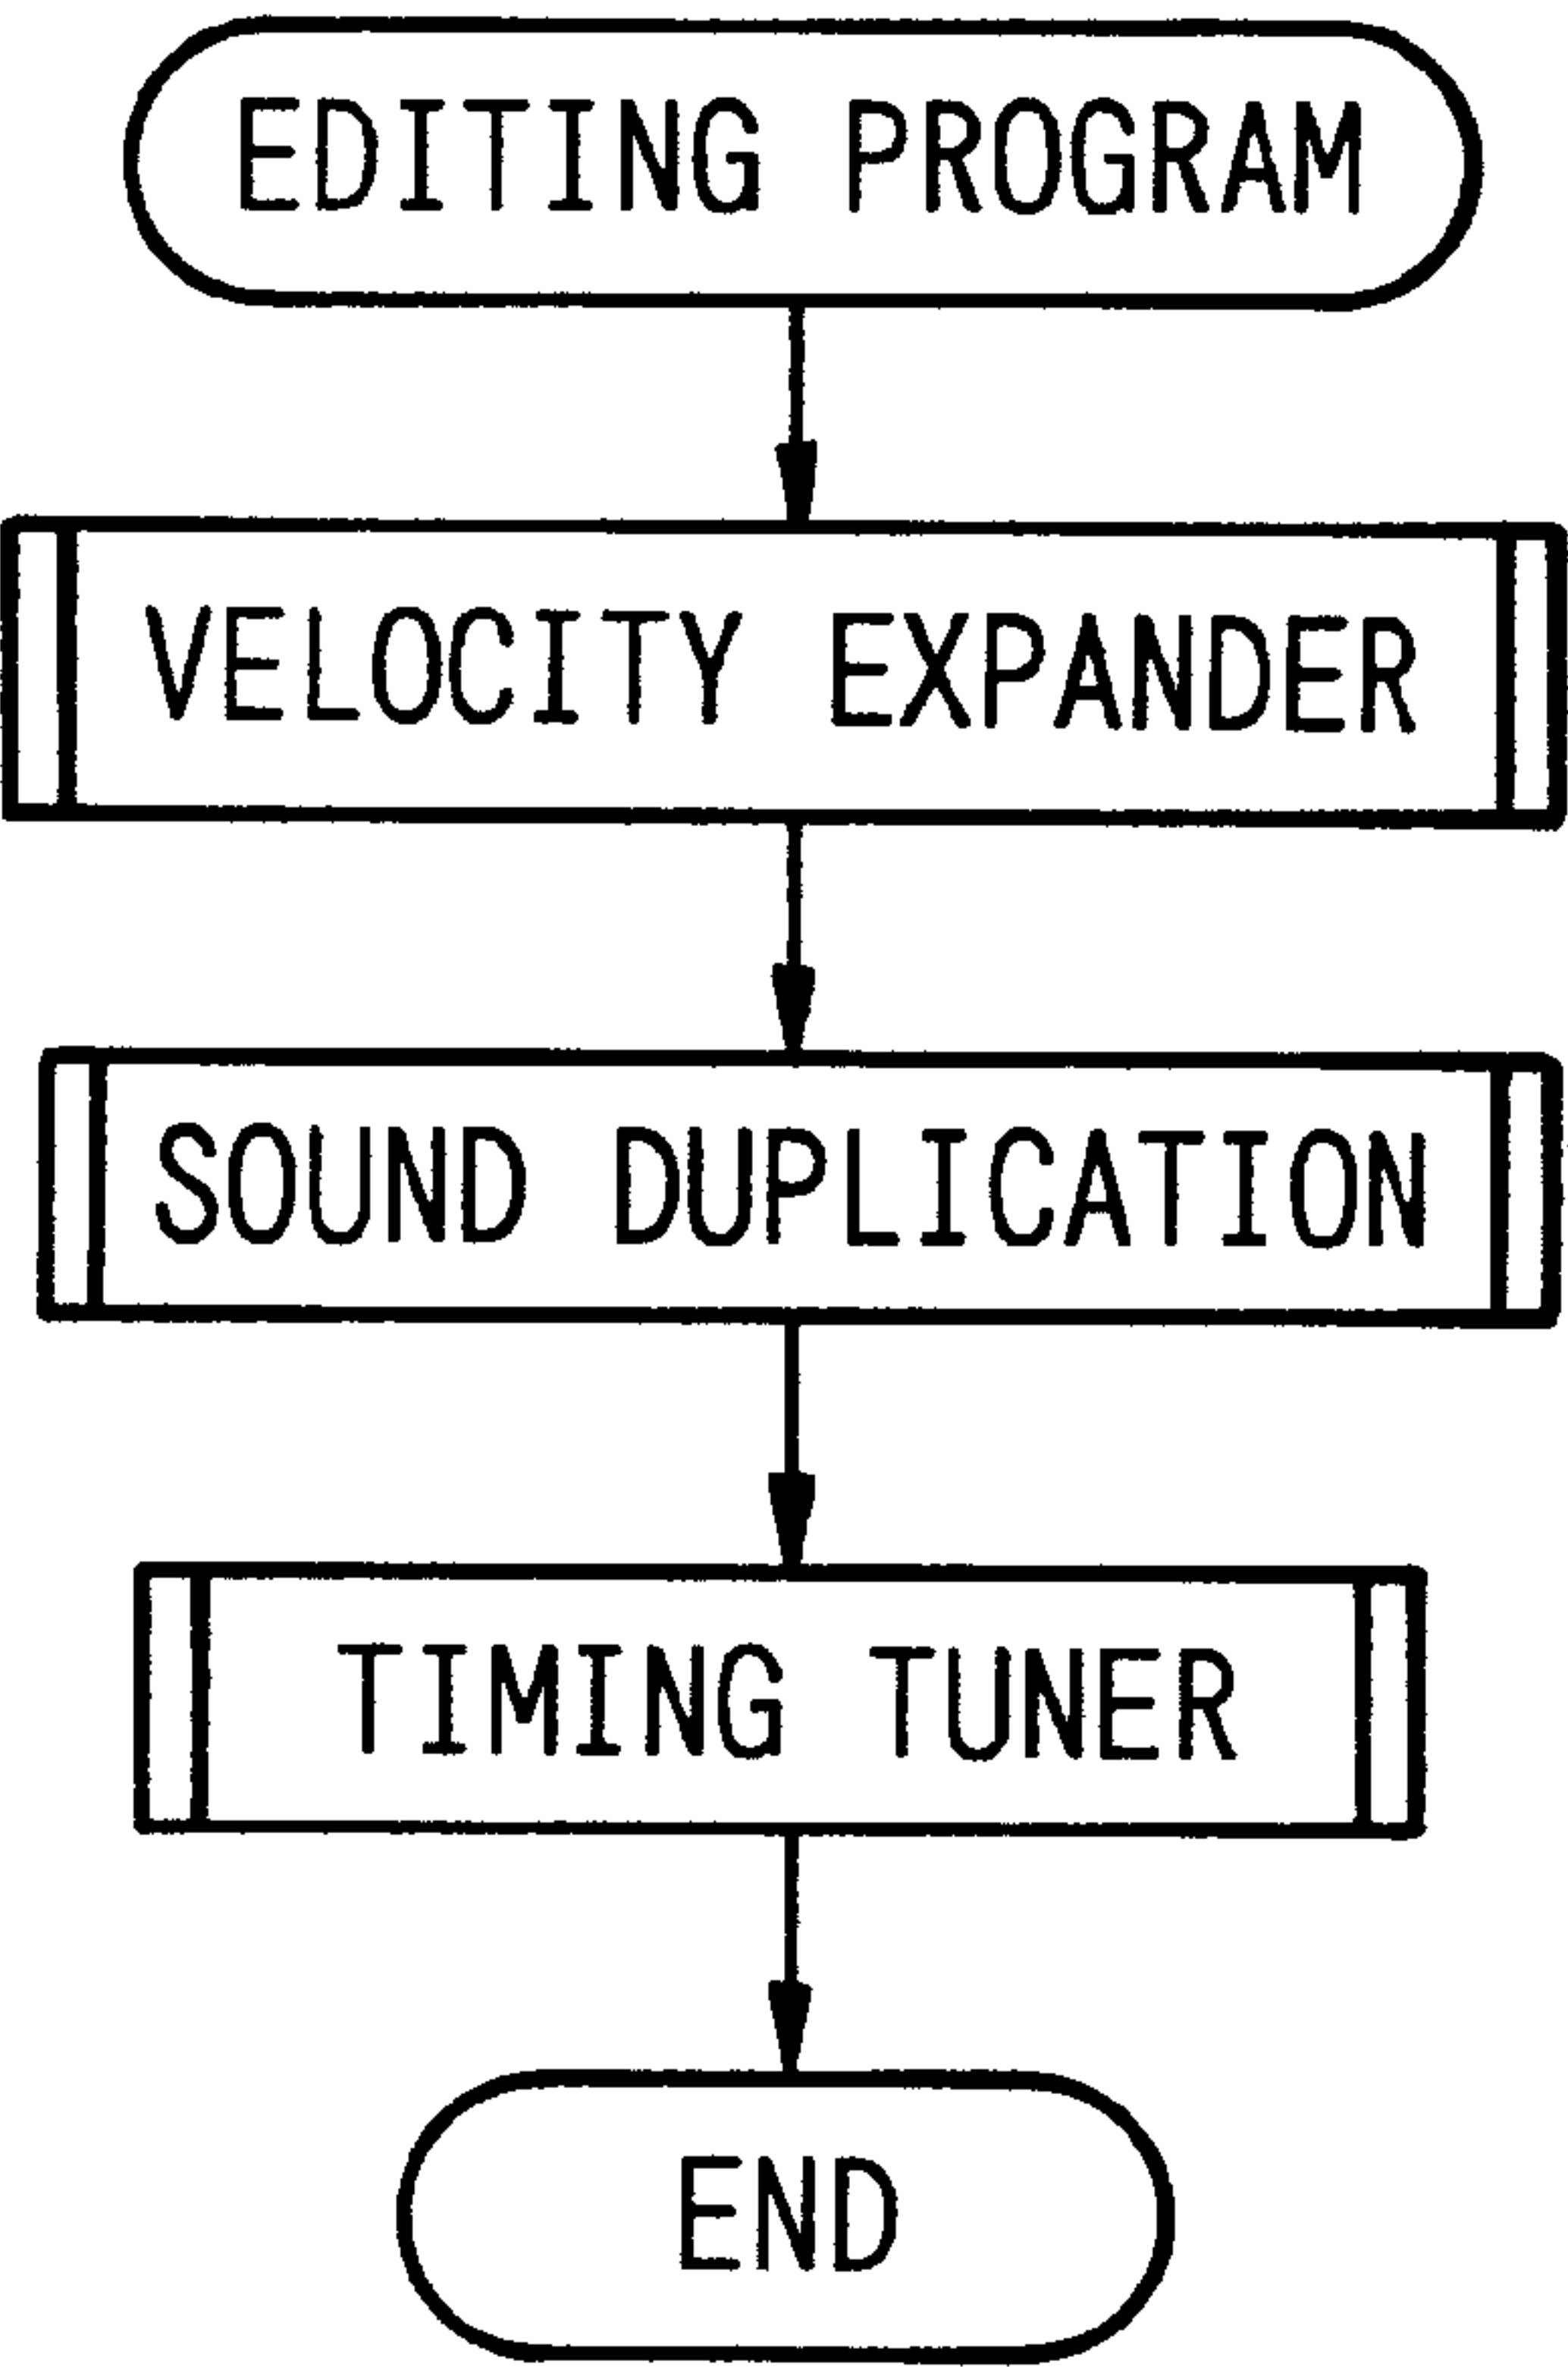 EDITING PROGRAM
VELOCITY EXPANDER
SOUND DUPLICATION
TIMING TUNER
END